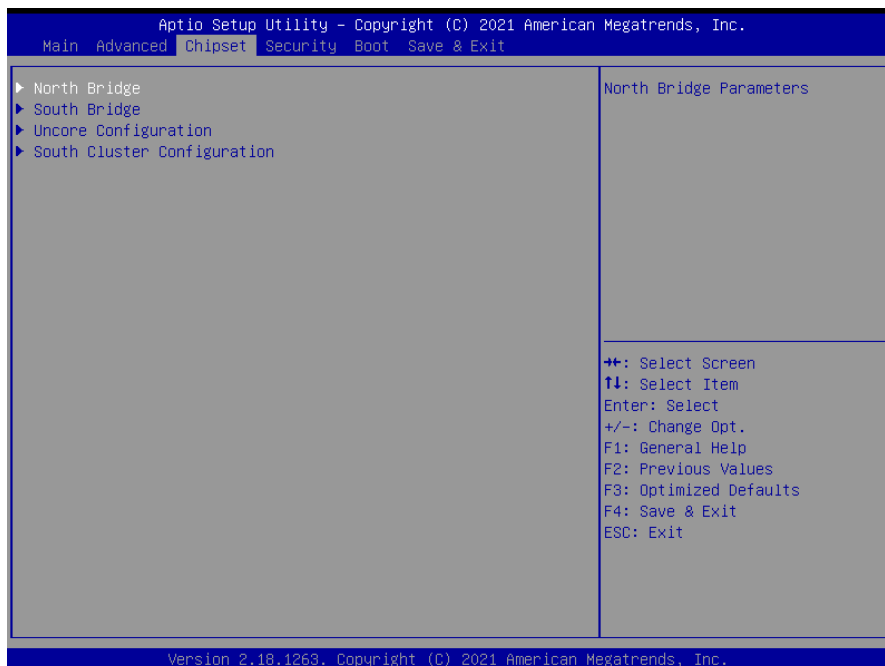 Aptio Setup Utility – Copyright (C) 2021 American Megatrends, Inc.
Main Advanced Chipset Security Boot Save & Exit
▶ North Bridge
▶ South Bridge
▶ Uncore Configuration
▶ South Cluster Configuration
North Bridge Parameters
→←: Select Screen
↑↓: Select Item
Enter: Select
+/-: Change Opt.
F1: General Help
F2: Previous Values
F3: Optimized Defaults
F4: Save & Exit
ESC: Exit
Version 2.18.1263. Copyright (C) 2021 American Megatrends, Inc.